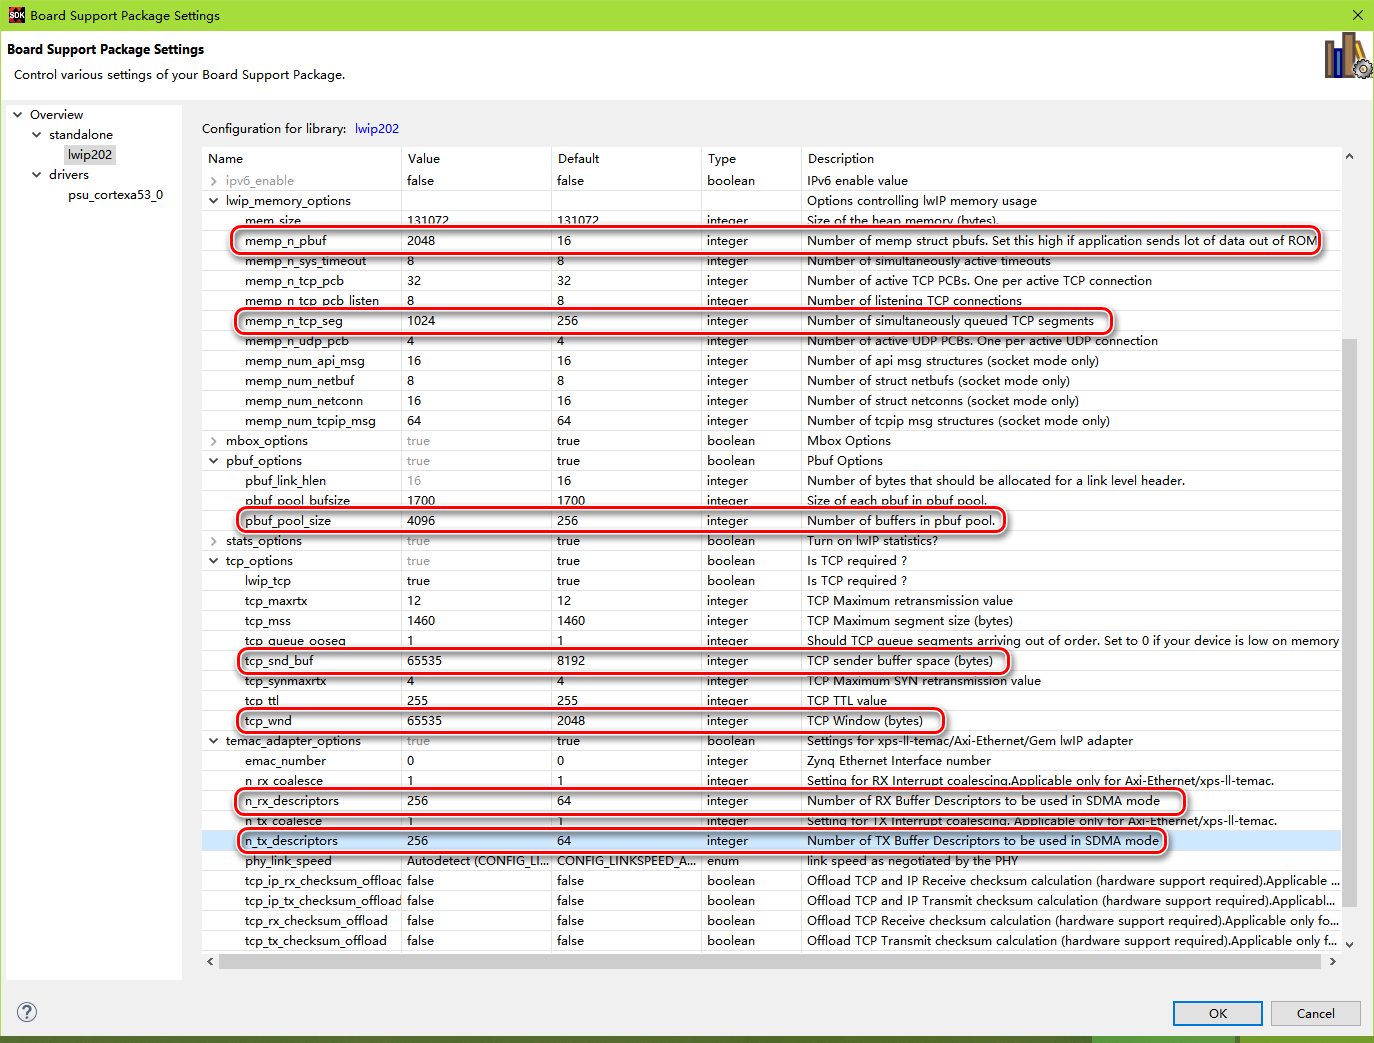 SDK Board Support Package Settings
Board Support Package Settings
Control various settings of your Board Support Package.
Overview
standalone
lwip202
drivers
psu_cortexa53_0
Configuration for library: lwip202
Name Value Default Type Description
ipv6_enable false false boolean IPv6 enable value
lwip_memory_options Options controlling lwIP memory usage
mem_size 131072 131072 integer Size of the heap memory (bytes).
memp_n_pbuf 2048 16 integer Number of memp struct pbufs. Set this high if application sends lot of data out of ROM
memp_n_sys_timeout 8 8 integer Number of simultaneously active timeouts
memp_n_tcp_pcb 32 32 integer Number of active TCP PCBs. One per active TCP connection
memp_n_tcp_pcb_listen 8 8 integer Number of listening TCP connections
memp_n_tcp_seg 1024 256 integer Number of simultaneously queued TCP segments
memp_n_udp_pcb 4 4 integer Number of active UDP PCBs. One per active UDP connection
memp_num_api_msg 16 16 integer Number of api msg structures (socket mode only)
memp_num_netbuf 8 8 integer Number of struct netbufs (socket mode only)
memp_num_netconn 16 16 integer Number of struct netconns (socket mode only)
memp_num_tcpip_msg 64 64 integer Number of tcpip msg structures (socket mode only)
mbox_options true true boolean Mbox Options
pbuf_options true true boolean Pbuf Options
pbuf_link_hlen 16 16 integer Number of bytes that should be allocated for a link level header.
pbuf_pool_bufsize 1700 1700 integer Size of each pbuf in pbuf pool.
pbuf_pool_size 4096 256 integer Number of buffers in pbuf pool.
stats_options true true boolean Turn on lwIP statistics?
tcp_options true true boolean Is TCP required ?
lwip_tcp true true boolean Is TCP required ?
tcp_maxrtx 12 12 integer TCP Maximum retransmission value
tcp_mss 1460 1460 integer TCP Maximum segment size (bytes)
tcp_queue_ooseq 1 1 integer Should TCP queue segments arriving out of order. Set to 0 if your device is low on memory
tcp_snd_buf 65535 8192 integer TCP sender buffer space (bytes)
tcp_synmaxrtx 4 4 integer TCP Maximum SYN retransmission value
tcp_ttl 255 255 integer TCP TTL value
tcp_wnd 65535 2048 integer TCP Window (bytes)
temac_adapter_options true true boolean Settings for xps-ll-temac/Axi-Ethernet/Gem lwIP adapter
emac_number 0 0 integer Zynq Ethernet Interface number
n_rx_coalesce 1 1 integer Setting for RX Interrupt coalescing.Applicable only for Axi-Ethernet/xps-ll-temac.
n_rx_descriptors 256 64 integer Number of RX Buffer Descriptors to be used in SDMA mode
n_tx_coalesce 1 1 integer Setting for TX Interrupt coalescing. Applicable only for Axi-Ethernet/xps-ll-temac.
n_tx_descriptors 256 64 integer Number of TX Buffer Descriptors to be used in SDMA mode
phy_link_speed Autodetect (CONFIG_LI... CONFIG_LINKSPEED_A... enum link speed as negotiated by the PHY
tcp_ip_rx_checksum_offload false false boolean Offload TCP and IP Receive checksum calculation (hardware support required).Applicable ...
tcp_ip_tx_checksum_offload false false boolean Offload TCP and IP Transmit checksum calculation (hardware support required).Applicabl...
tcp_rx_checksum_offload false false boolean Offload TCP Receive checksum calculation (hardware support required).Applicable only fo...
tcp_tx_checksum_offload false false boolean Offload TCP Transmit checksum calculation (hardware support required).Applicable only f...
?
OK Cancel